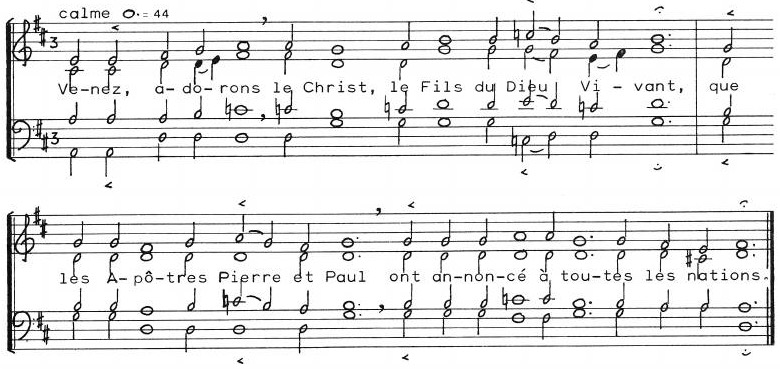 calme 𝅝. = 44
Ve-nez, a-do-rons le Christ, le Fils du Dieu Vi - vant, que
les A-pô-tres Pierre et Paul ont an-non-cé à tou-tes les nations.